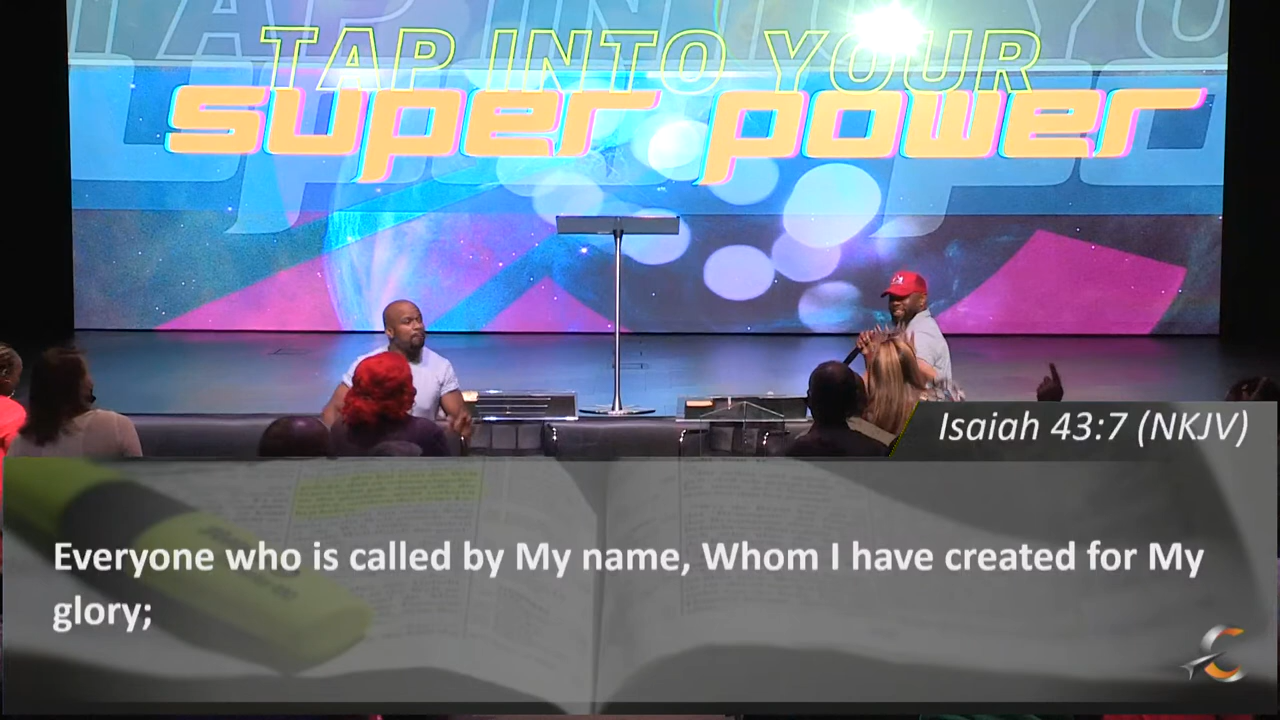 TAP INTO YOUR
super power
Isaiah 43:7 (NKJV)
Everyone who is called by My name, Whom I have created for My
glory;